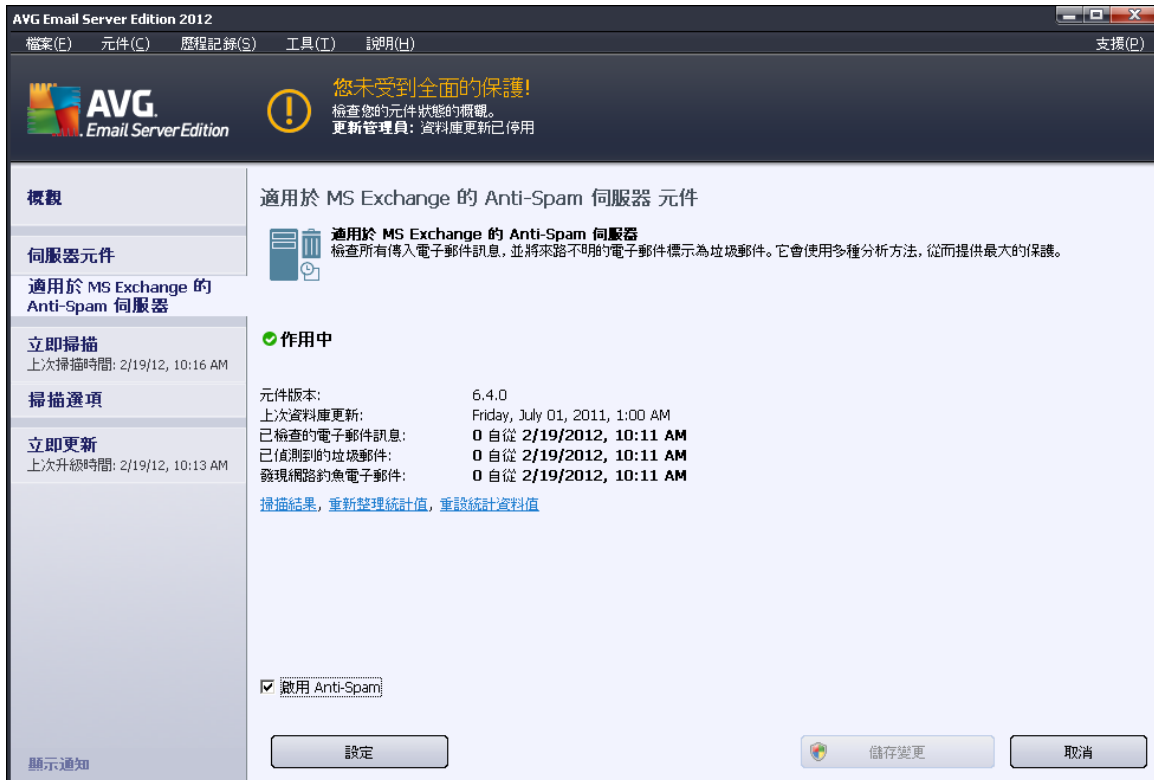 AVG Email Server Edition 2012
檔案(F) 元件(C) 歷程記錄(S) 工具(T) 說明(H) 支援(P)
AVG.
Email Server Edition
您未受到全面的保護!
檢查您的元件狀態的概觀。
更新管理員: 資料庫更新已停用
概觀
伺服器元件
適用於 MS Exchange 的
Anti-Spam 伺服器
立即掃描
上次掃描時間: 2/19/12, 10:16 AM
掃描選項
立即更新
上次升級時間: 2/19/12, 10:13 AM
顯示通知
適用於 MS Exchange 的 Anti-Spam 伺服器 元件
適用於 MS Exchange 的 Anti-Spam 伺服器
檢查所有傳入電子郵件訊息, 並將來路不明的電子郵件標示為垃圾郵件。它會使用多種分析方法, 從而提供最大的保護。
作用中
元件版本: 6.4.0
上次資料庫更新: Friday, July 01, 2011, 1:00 AM
已檢查的電子郵件訊息: 0 自從 2/19/2012, 10:11 AM
已偵測到的垃圾郵件: 0 自從 2/19/2012, 10:11 AM
發現網路釣魚電子郵件: 0 自從 2/19/2012, 10:11 AM
掃描結果, 重新整理統計值, 重設統計資料值
啟用 Anti-Spam
設定 儲存變更 取消